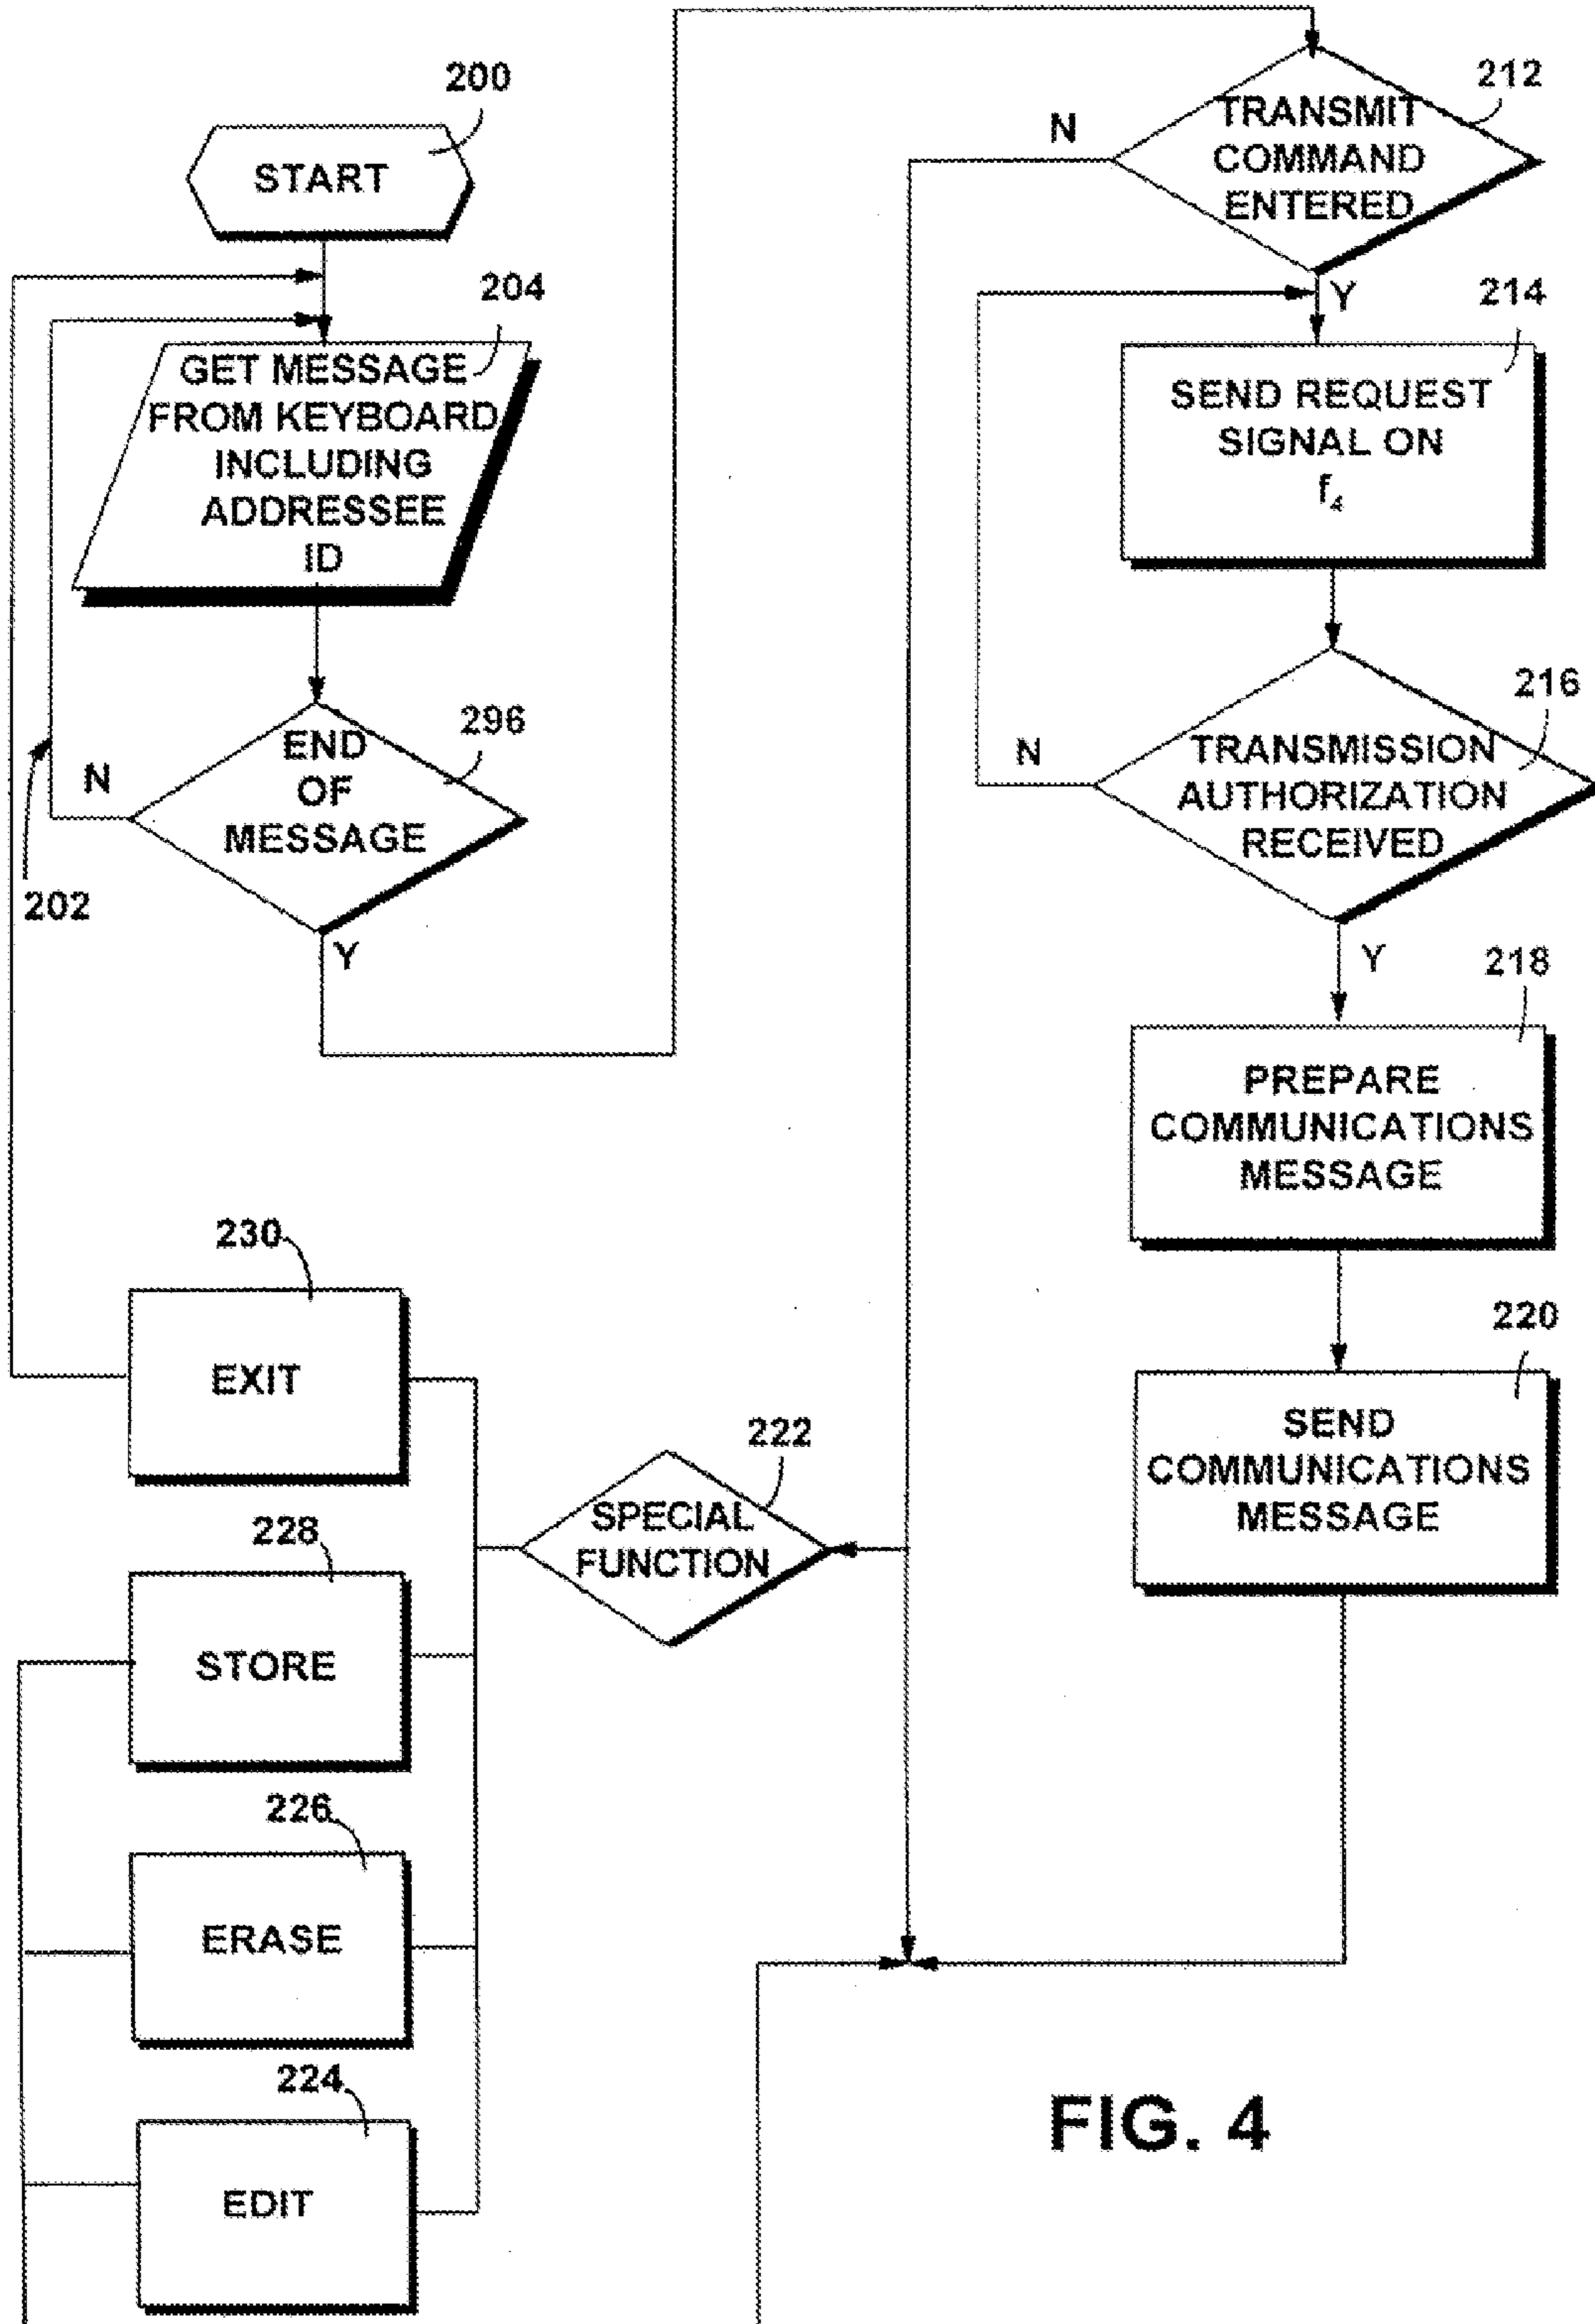 200
START
204
GET MESSAGE
FROM KEYBOARD
INCLUDING
ADDRESSEE
ID
296
END
OF
MESSAGE
N
Y
202
212
TRANSMIT
COMMAND
ENTERED
N
Y
214
SEND REQUEST
SIGNAL ON
f₄
216
TRANSMISSION
AUTHORIZATION
RECEIVED
N
Y
218
PREPARE
COMMUNICATIONS
MESSAGE
220
SEND
COMMUNICATIONS
MESSAGE
222
SPECIAL
FUNCTION
230
EXIT
228
STORE
226
ERASE
224
EDIT
FIG. 4